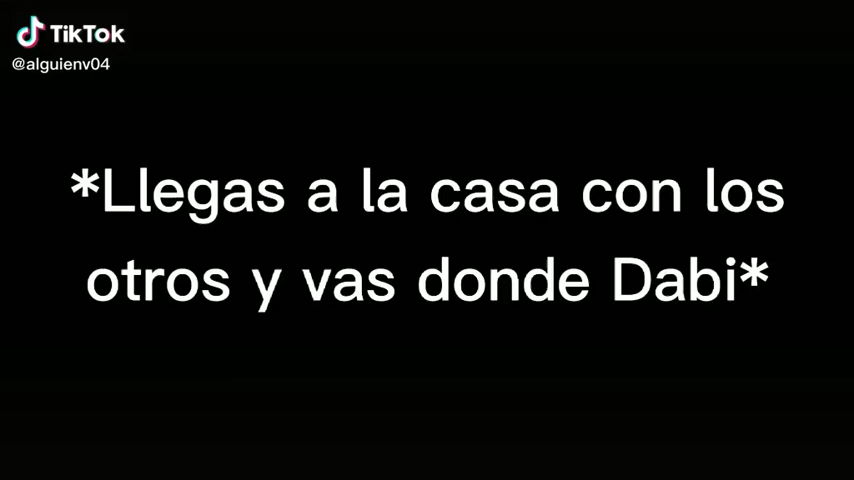 TikTok
@alguienv04
*Llegas a la casa con los
otros y vas donde Dabi*